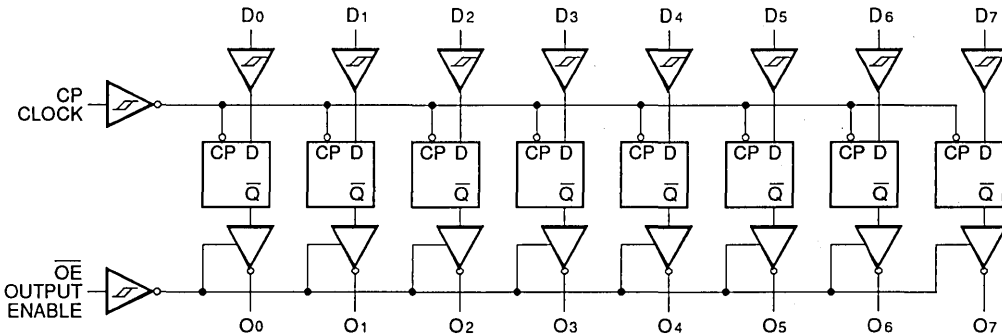 D0 D1 D2 D3 D4 D5 D6 D7
CP
CLOCK
CP D CP D CP D CP D CP D CP D CP D CP D
Q̅ Q̅ Q̅ Q̅ Q̅ Q̅ Q̅ Q̅
O̅E̅
OUTPUT
ENABLE
O0 O1 O2 O3 O4 O5 O6 O7